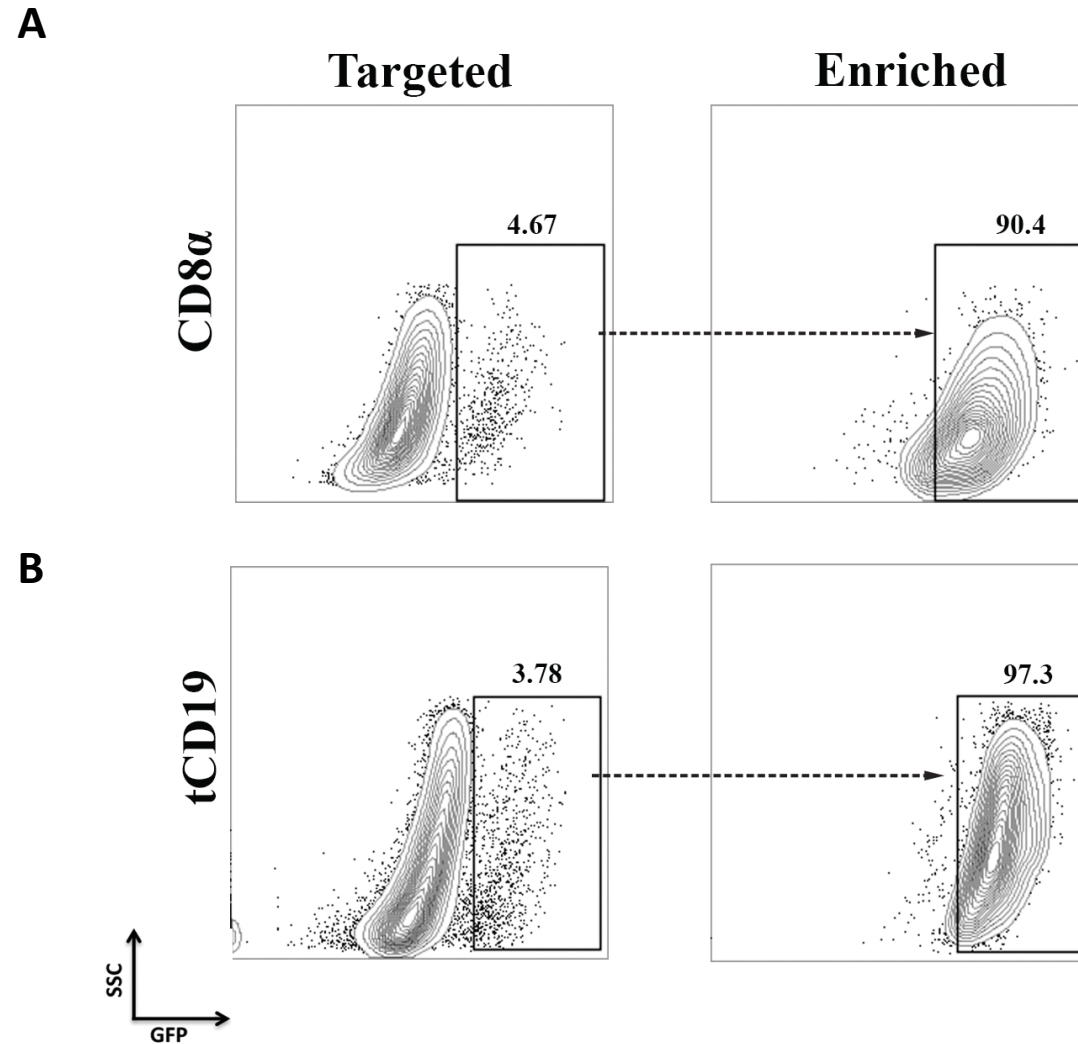 A
Targeted
Enriched
CD8α
4.67
90.4
B
tCD19
3.78
97.3
SSC
GFP